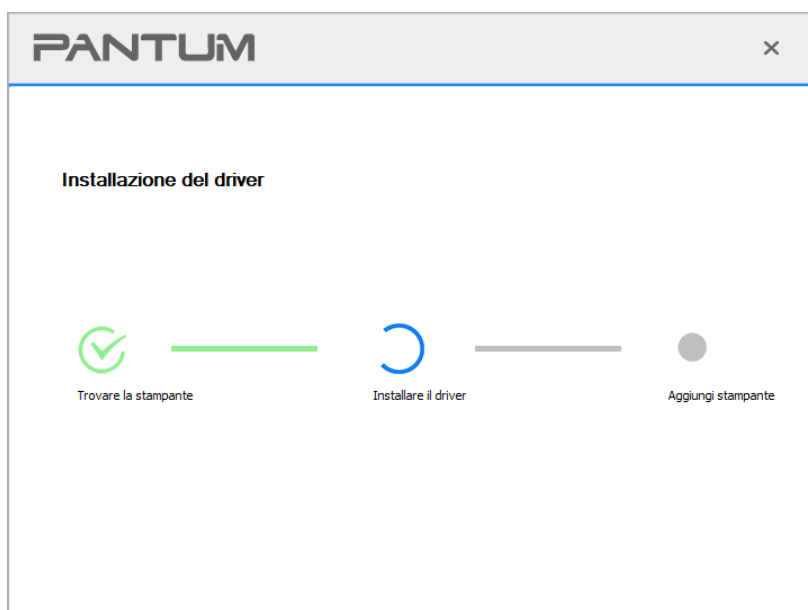 PANTUM
Installazione del driver
Trovare la stampante
Installare il driver
Aggiungi stampante